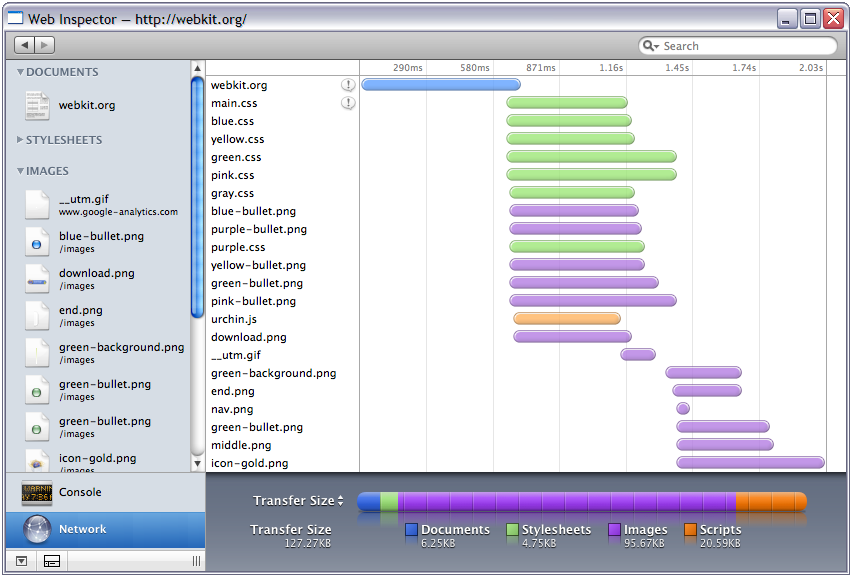 Web Inspector — http://webkit.org/
Search
DOCUMENTS
webkit.org
STYLESHEETS
IMAGES
__utm.gif
www.google-analytics.com
blue-bullet.png
/images
download.png
/images
end.png
/images
green-background.png
/images
green-bullet.png
/images
green-bullet.png
/images
icon-gold.png
/images
Console
Network
290ms 580ms 871ms 1.16s 1.45s 1.74s 2.03s
webkit.org
main.css
blue.css
yellow.css
green.css
pink.css
gray.css
blue-bullet.png
purple-bullet.png
purple.css
yellow-bullet.png
green-bullet.png
pink-bullet.png
urchin.js
download.png
__utm.gif
green-background.png
end.png
nav.png
green-bullet.png
middle.png
icon-gold.png
Transfer Size
Transfer Size
127.27KB
Documents
6.25KB
Stylesheets
4.75KB
Images
95.67KB
Scripts
20.59KB